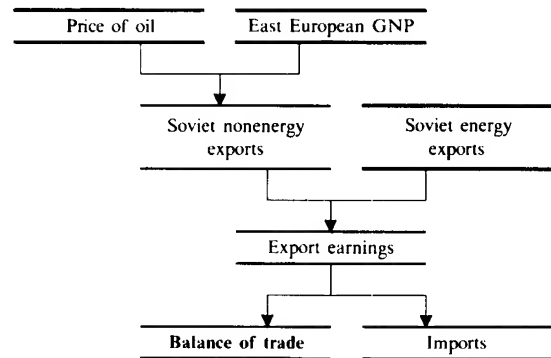 Price of oil
East European GNP
Soviet nonenergy
exports
Soviet energy
exports
Export earnings
Balance of trade
Imports